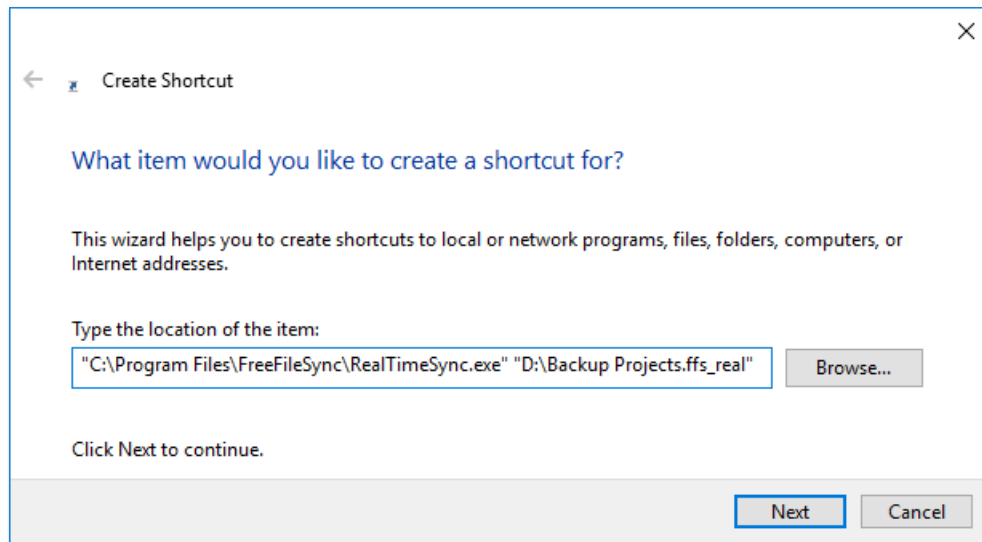 Create Shortcut
What item would you like to create a shortcut for?
This wizard helps you to create shortcuts to local or network programs, files, folders, computers, or
Internet addresses.
Type the location of the item:
"C:\Program Files\FreeFileSync\RealTimeSync.exe" "D:\Backup Projects.ffs_real"
Browse...
Click Next to continue.
Next
Cancel